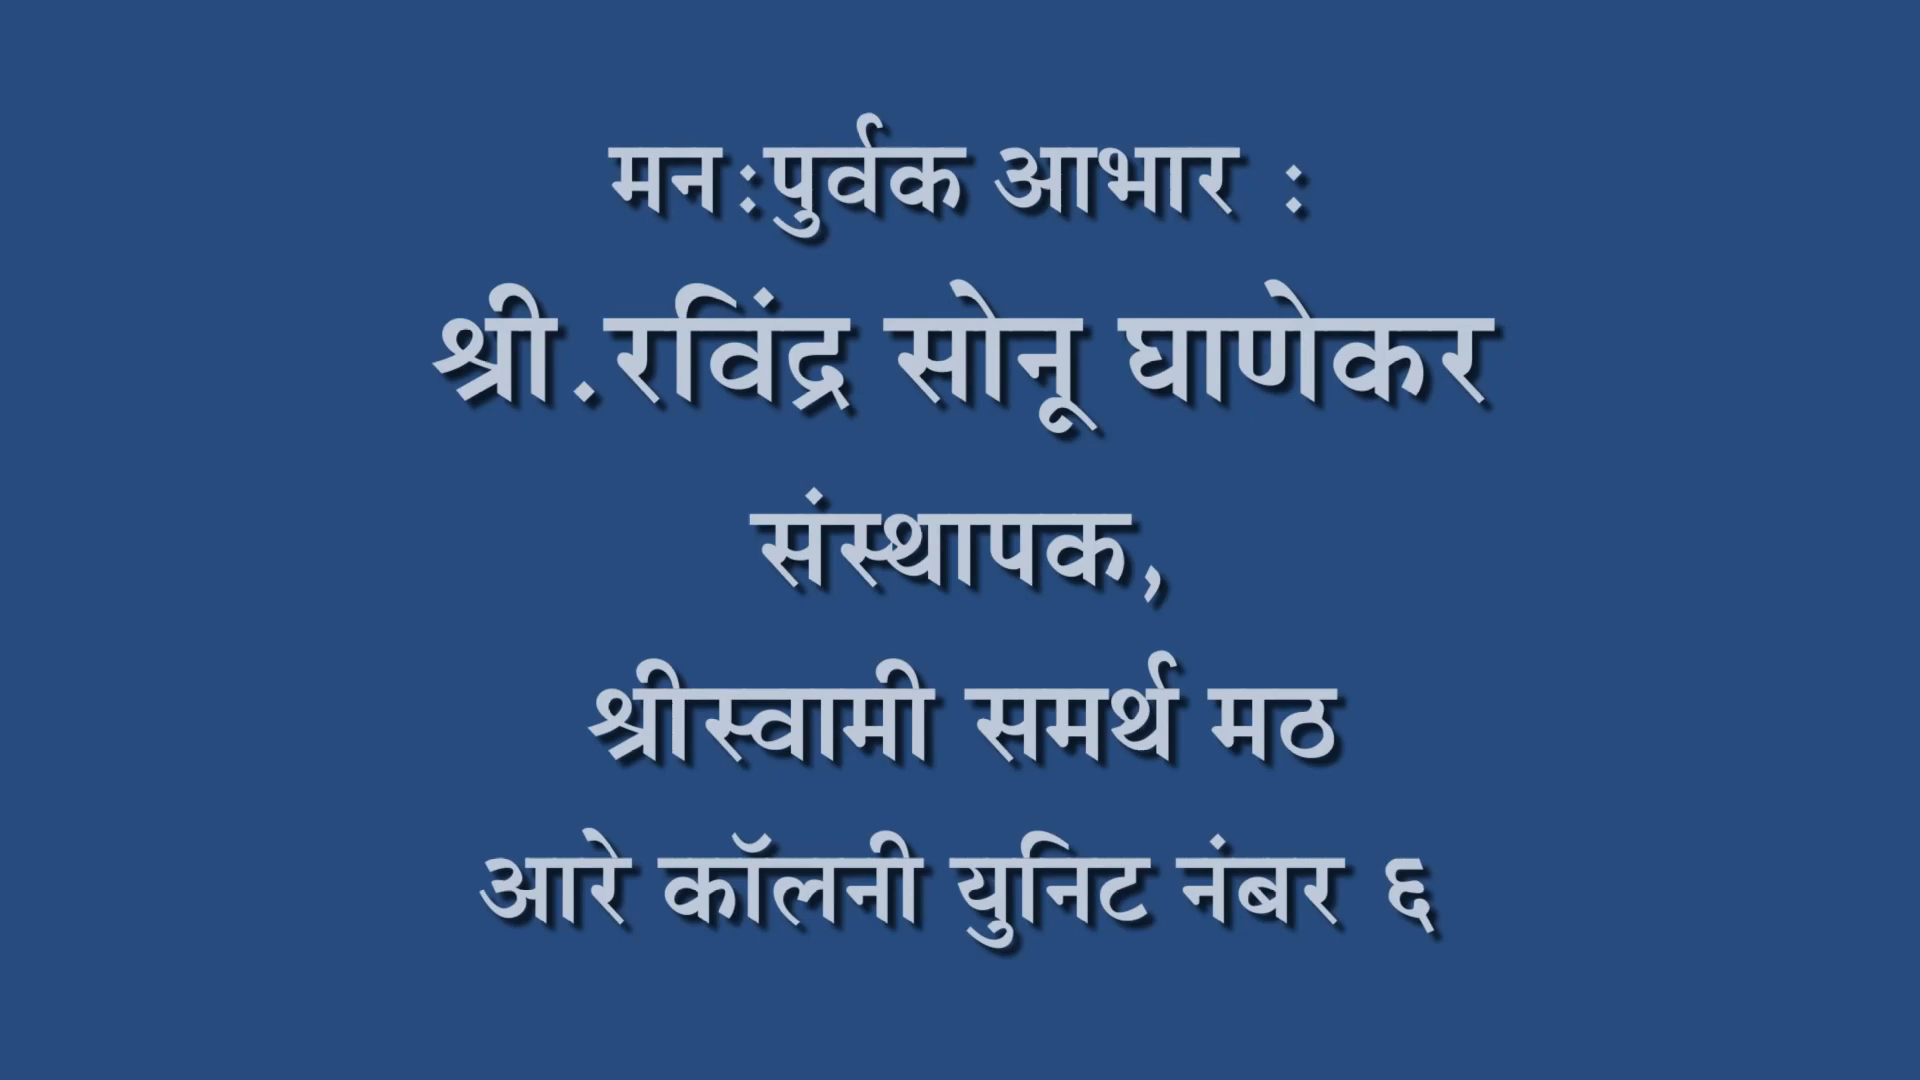 मन:पुर्वक आभार :
श्री.रविंद्र सोनू घाणेकर
संस्थापक,
श्रीस्वामी समर्थ मठ
आरे कॉलनी युनिट नंबर ६